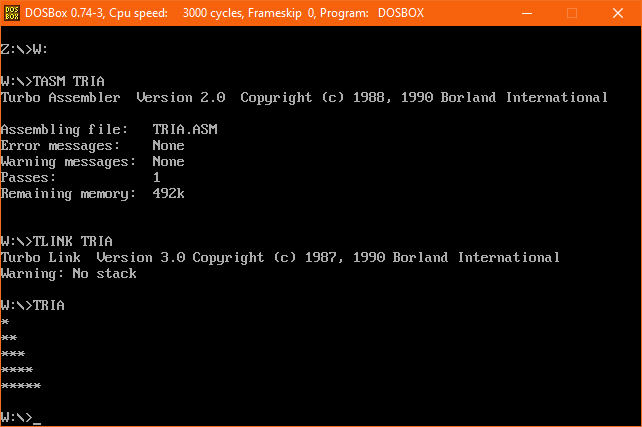 DOSBox 0.74-3, Cpu speed: 3000 cycles, Frameskip 0, Program: DOSBOX
Z:\>W:
W:\>TASM TRIA
Turbo Assembler Version 2.0 Copyright (c) 1988, 1990 Borland International
Assembling file: TRIA.ASM
Error messages: None
Warning messages: None
Passes: 1
Remaining memory: 492k
W:\>TLINK TRIA
Turbo Link Version 3.0 Copyright (c) 1987, 1990 Borland International
Warning: No stack
W:\>TRIA
*
**
***
****
*****
W:\>_